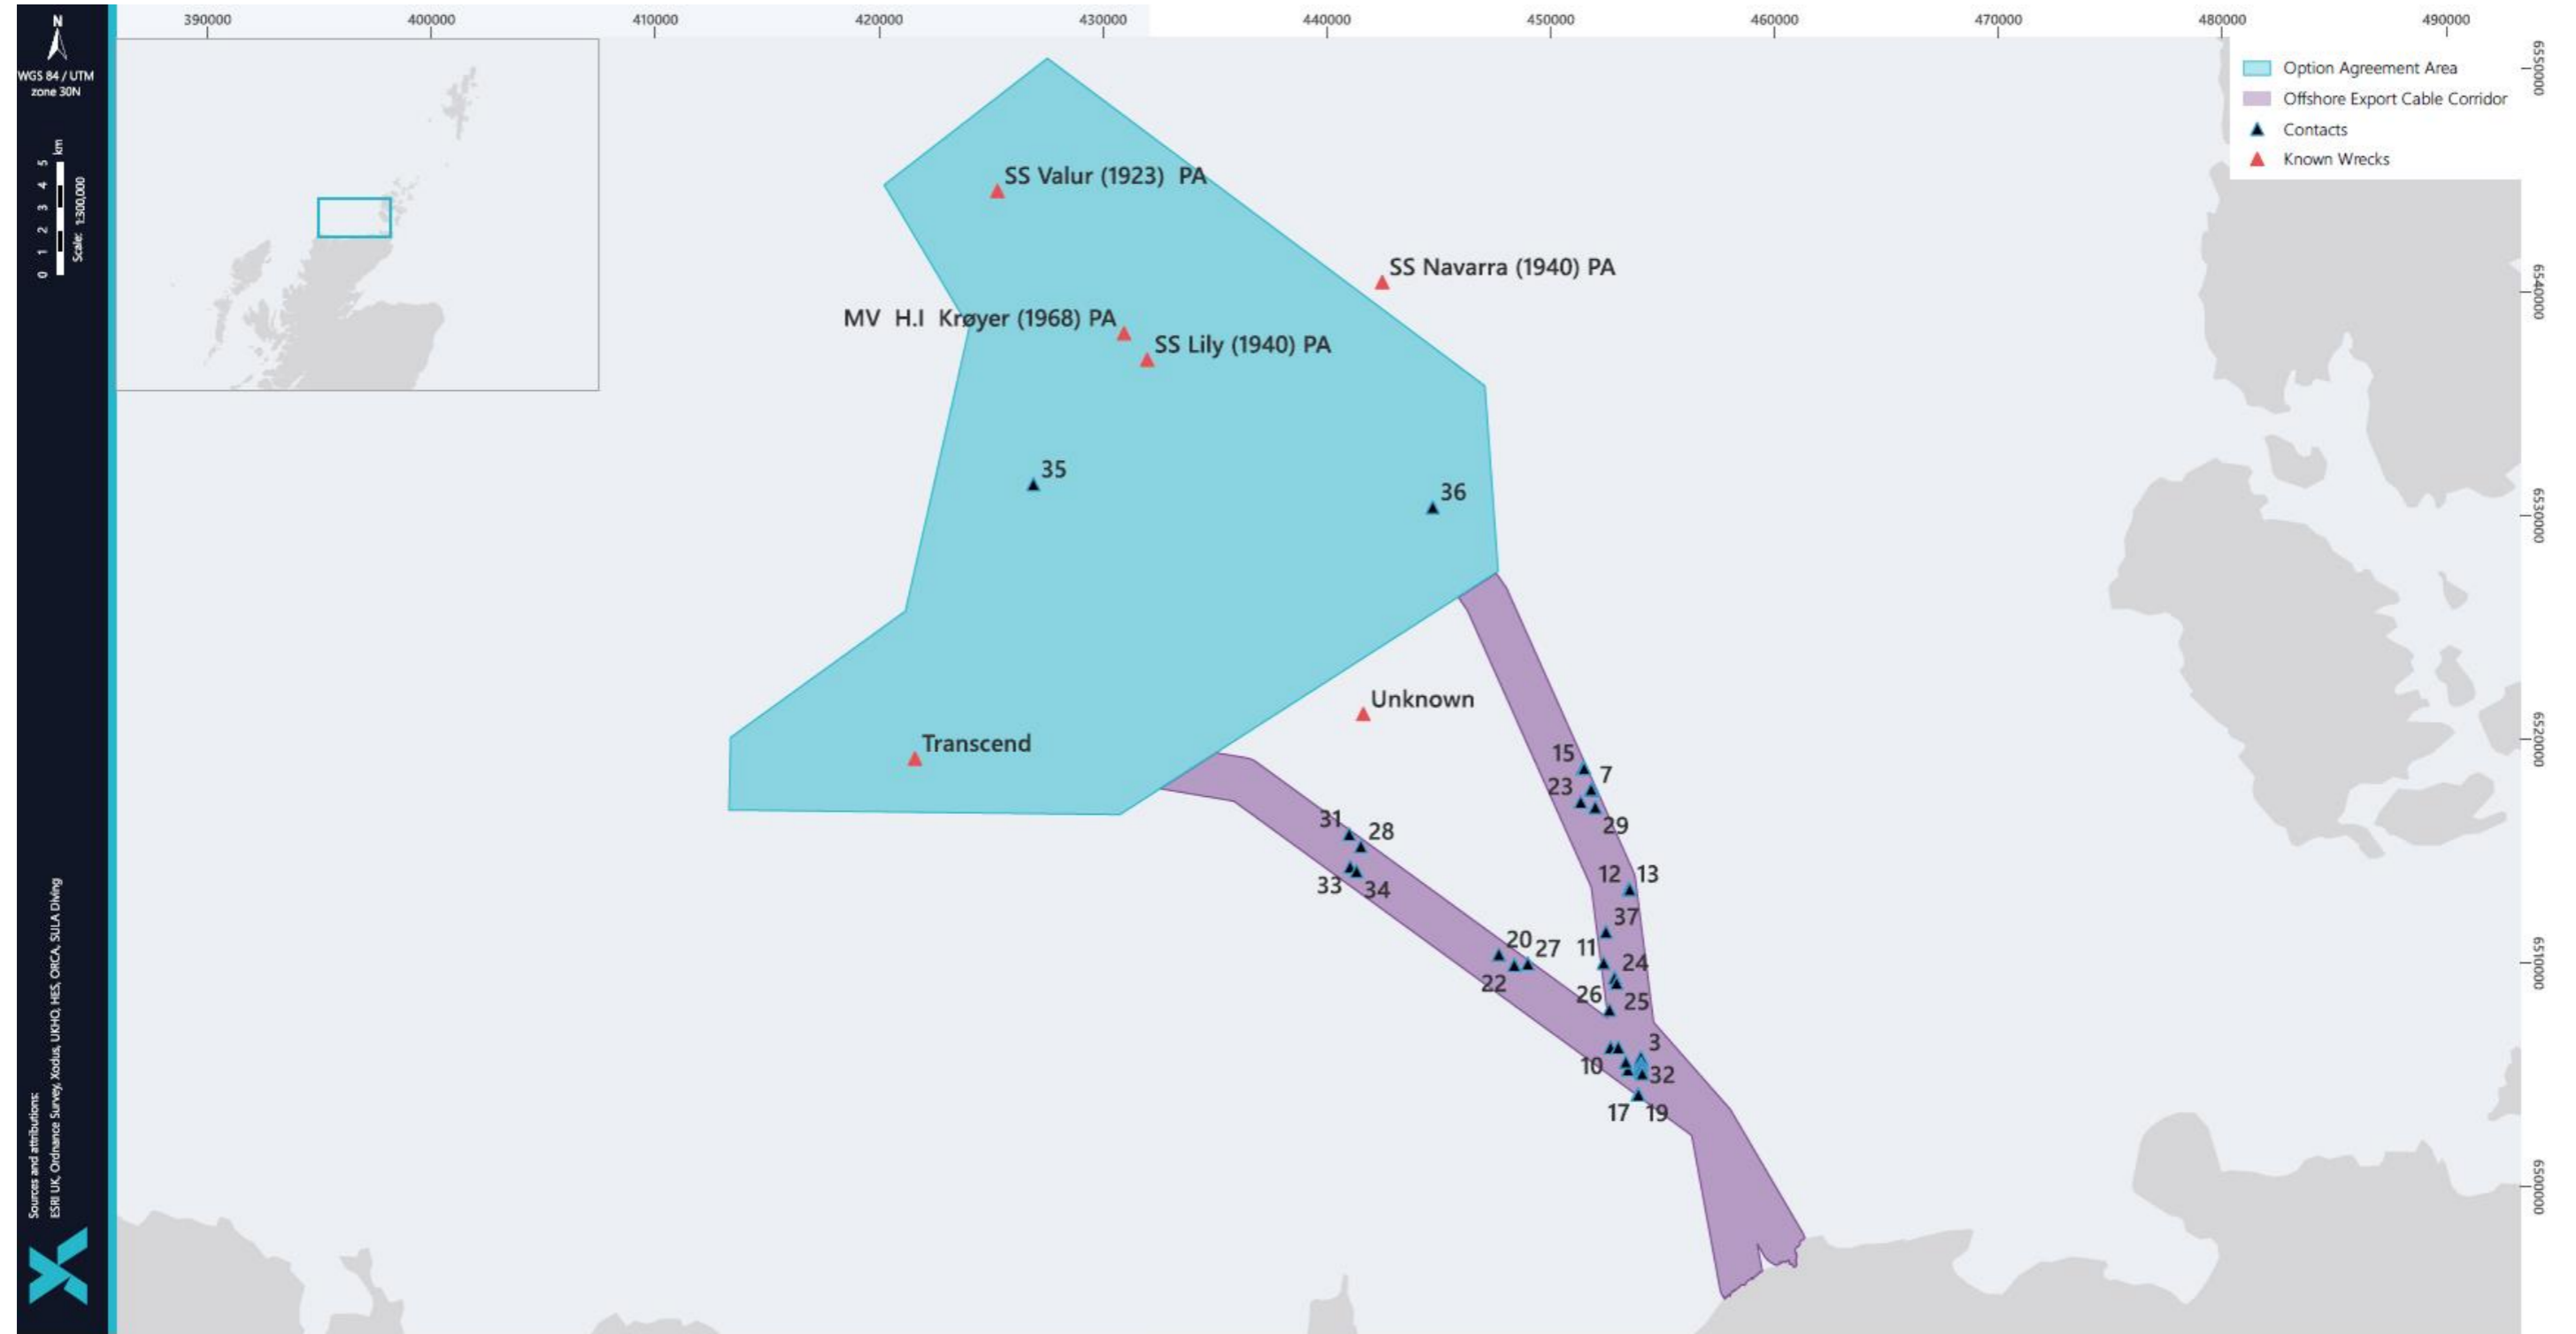 390000 400000 410000 420000 430000 440000 450000 460000 470000 480000 490000
N
WGS 84 / UTM
zone 30N
0 1 2 3 4 5 km
Scale: 1:300,000
Option Agreement Area
Offshore Export Cable Corridor
Contacts
Known Wrecks
6550000
6540000
6530000
6520000
6510000
6500000
SS Valur (1923) PA
SS Navarra (1940) PA
MV H.I Krøyer (1968) PA
SS Lily (1940) PA
35
36
Unknown
Transcend
15
7
23
29
31
28
33
34
12 13
37
20 27 11
24
22
26
25
3
10
32
17 19
Sources and attributions:
ESRI UK, Ordnance Survey, Xodus, UKHO, HES, ORCA, SULA Diving